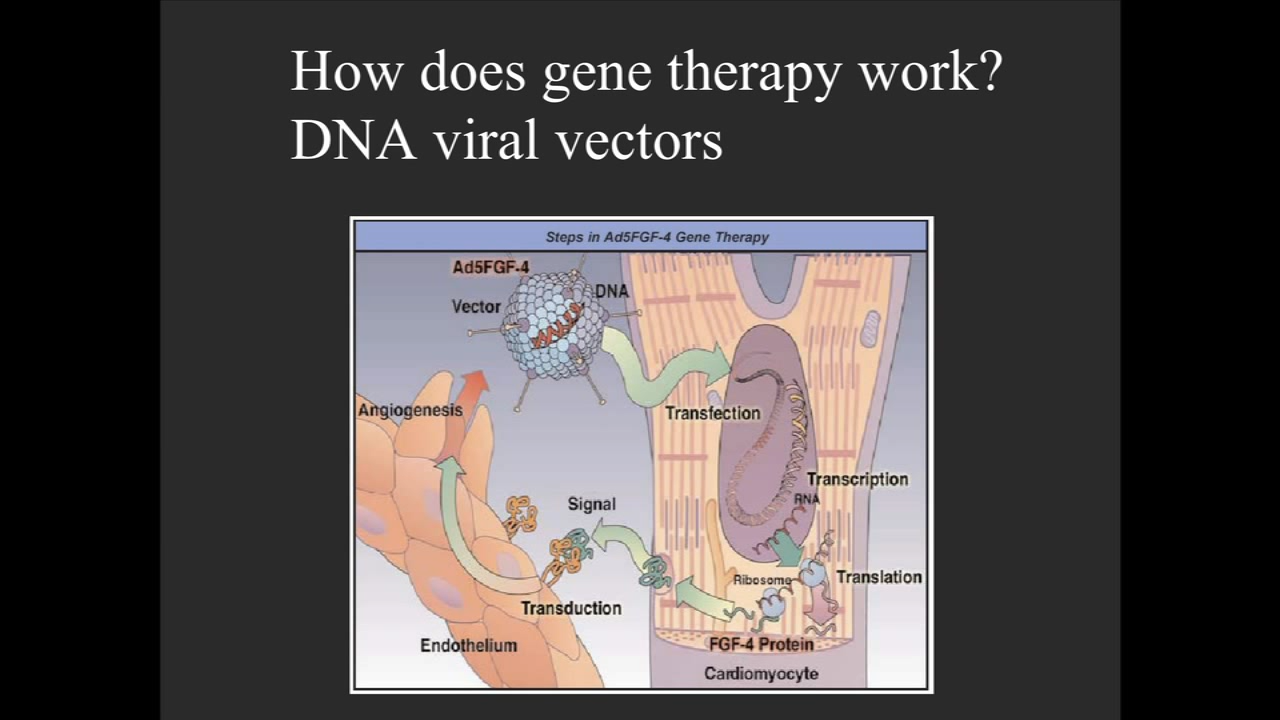 How does gene therapy work?
DNA viral vectors
Steps in Ad5FGF-4 Gene Therapy
Ad5FGF-4
DNA
Vector
Angiogenesis
Transfection
Transcription
RNA
Signal
Ribosome
Translation
Transduction
Endothelium
FGF-4 Protein
Cardiomyocyte